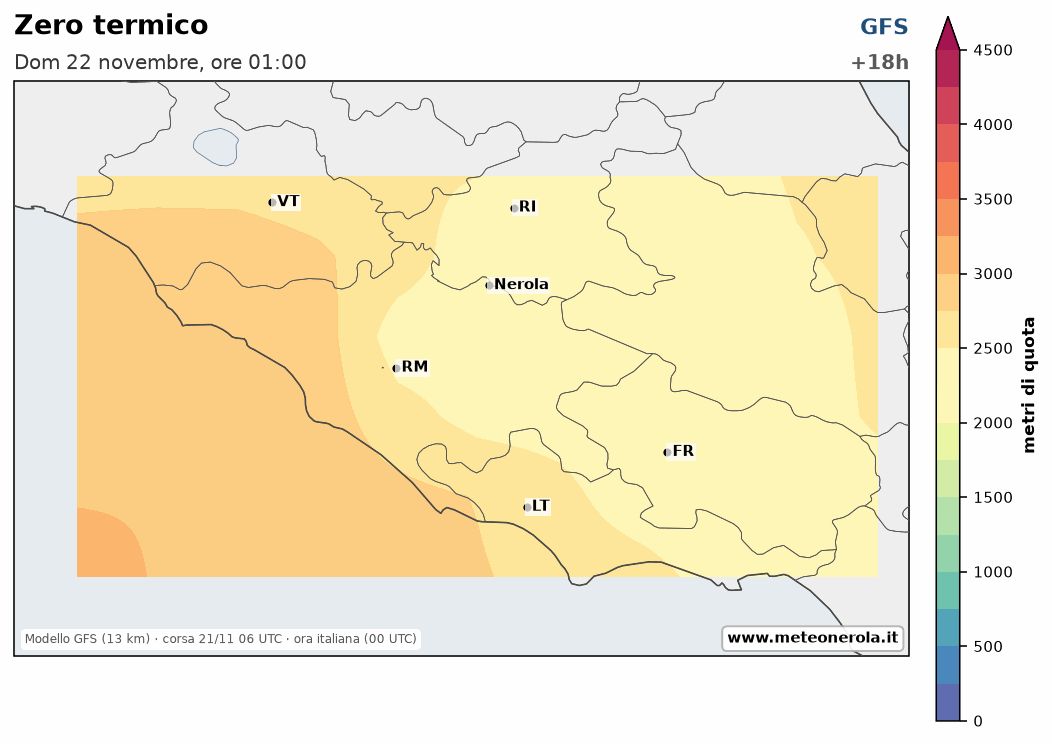 Zero termico
GFS
Dom 22 novembre, ore 01:00
+18h
VT
RI
Nerola
RM
FR
LT
Modello GFS (13 km) · corsa 21/11 06 UTC · ora italiana (00 UTC)
www.meteonerola.it
4500
4000
3500
3000
2500
2000
1500
1000
500
0
metri di quota